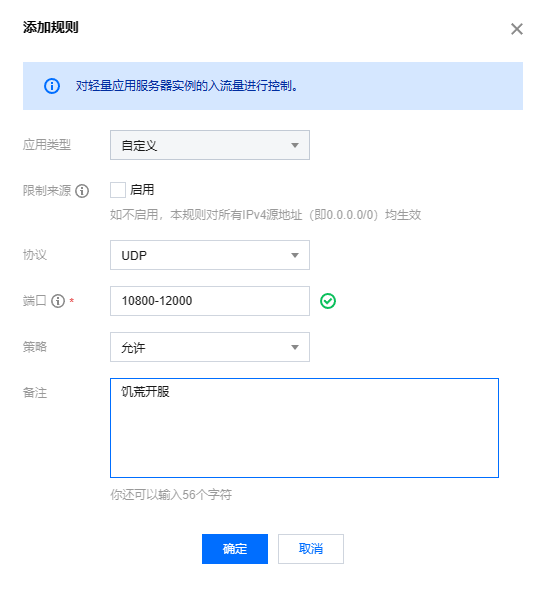 添加规则
对轻量应用服务器实例的入流量进行控制。
应用类型 自定义
限制来源 启用
如不启用，本规则对所有IPv4源地址（即0.0.0.0/0）均生效
协议 UDP
端口 * 10800-12000
策略 允许
备注 饥荒开服
你还可以输入56个字符
确定 取消